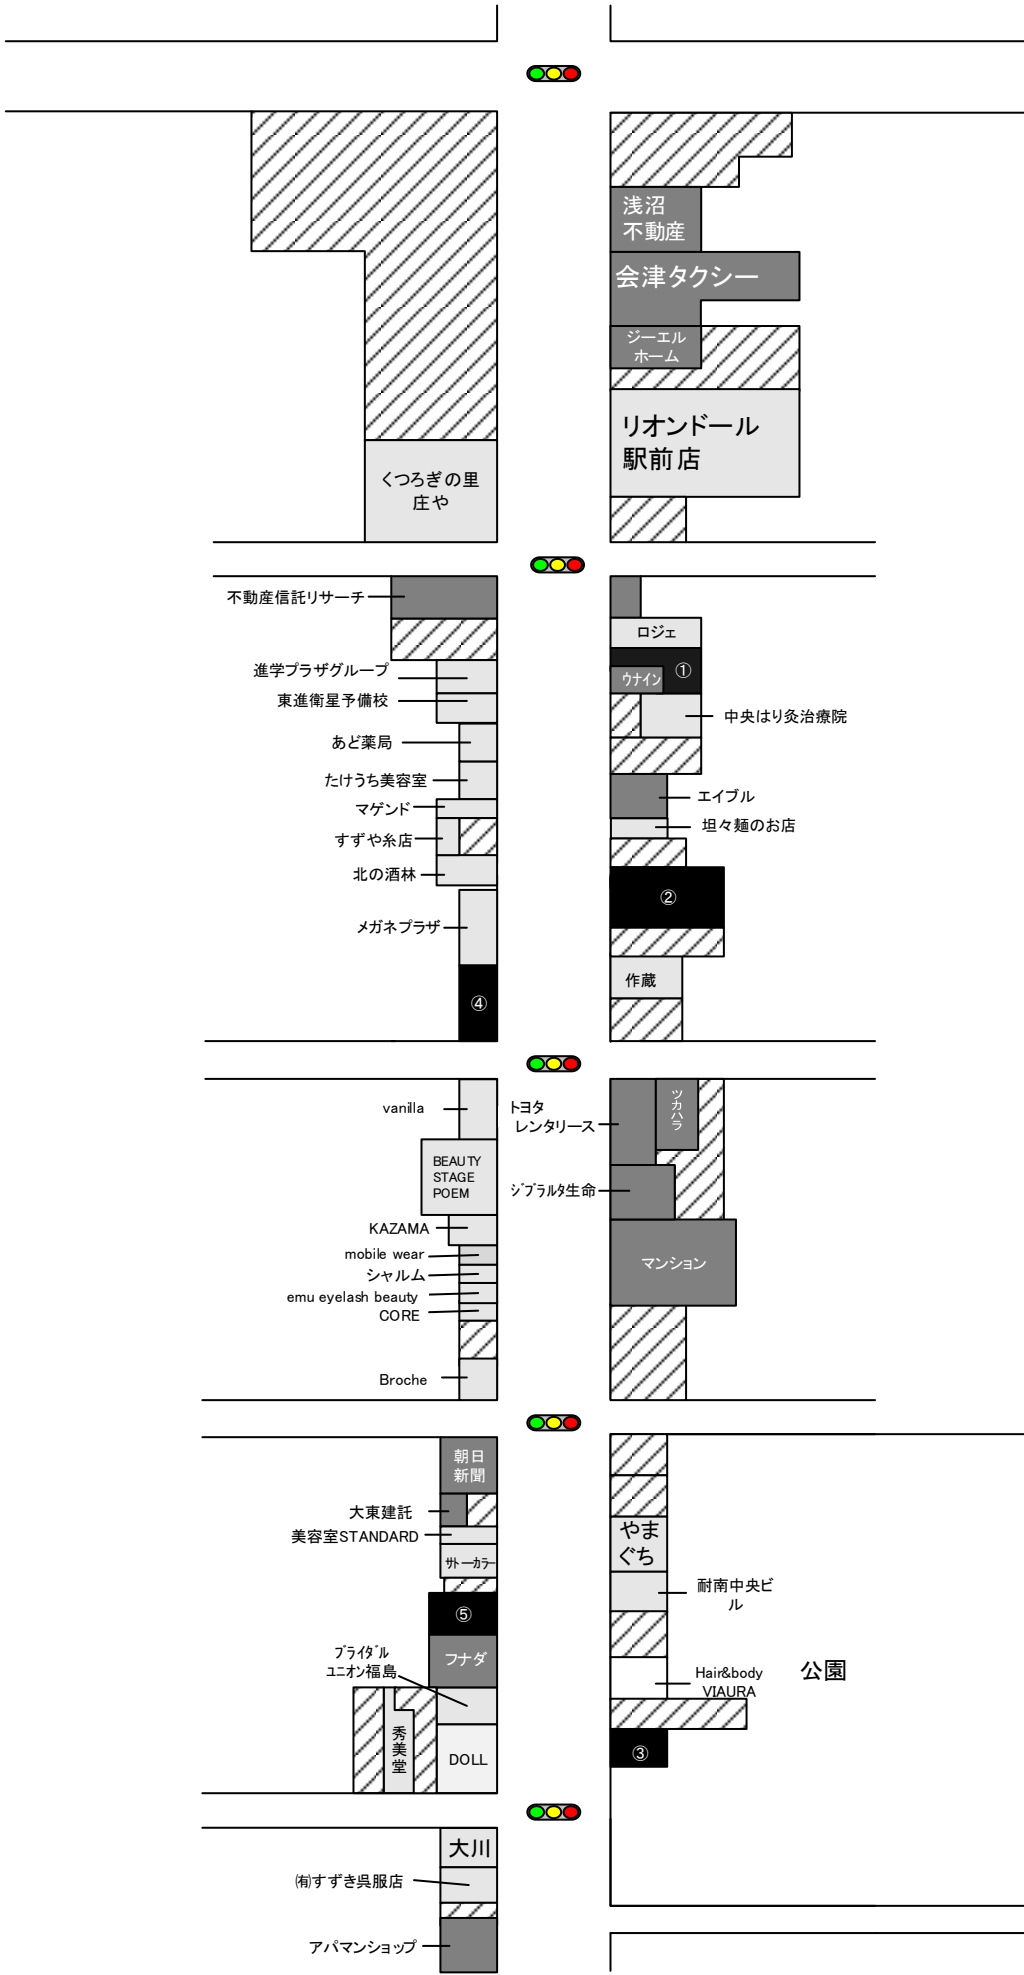 浅沼
不動産
会津タクシー
ジーエル
ホーム
リオンドール
駅前店
くつろぎの里
庄や
不動産信託リサーチ
進学プラザグループ
東進衛星予備校
あど薬局
たけうち美容室
マゲンド
すずや糸店
北の酒林
メガネプラザ
④
ロジェ
①
ウナイン
中央はり灸治療院
エイブル
坦々麺のお店
②
作蔵
vanilla
BEAUTY
STAGE
POEM
KAZAMA
mobile wear
シャルム
emu eyelash beauty
CORE
Broche
トヨタ
レンタリース
ツカハラ
ジブラルタ生命
マンション
朝日
新聞
大東建託
美容室STANDARD
サトーカラー
⑤
フナダ
ブライダル
ユニオン福島
秀美堂
DOLL
やま
ぐち
耐南中央ビ
ル
Hair&body
VIAURA
公園
③
大川
㈲すずき呉服店
アパマンショップ